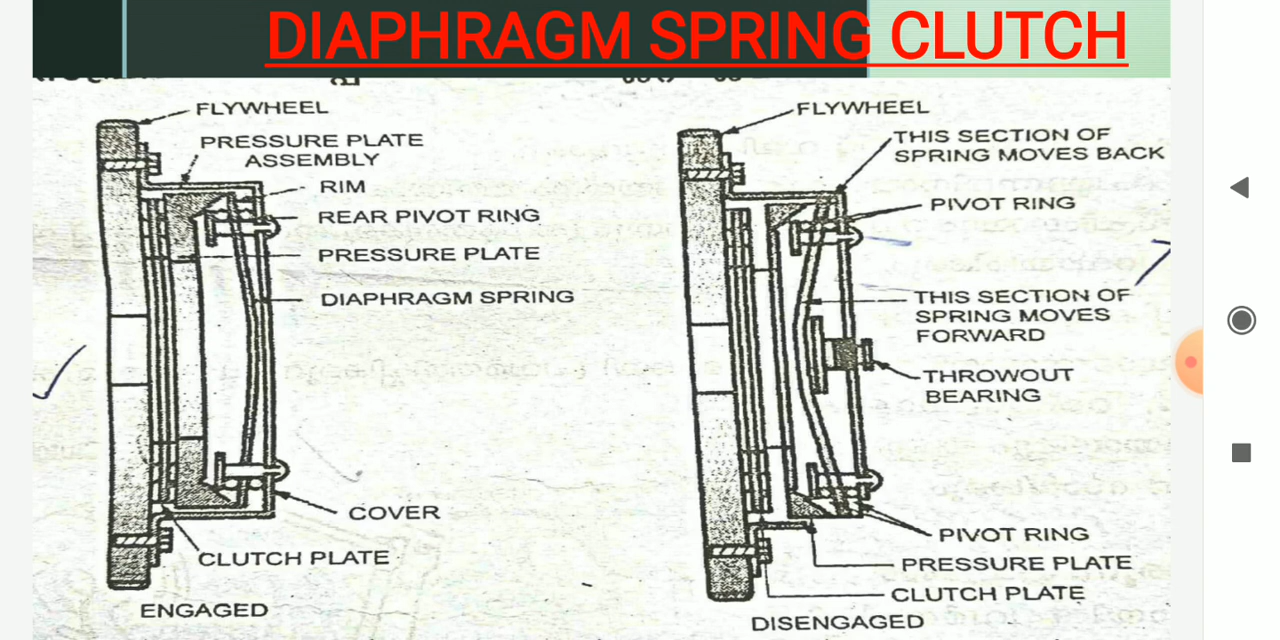 DIAPHRAGM SPRING CLUTCH
FLYWHEEL
PRESSURE PLATE
ASSEMBLY
RIM
REAR PIVOT RING
PRESSURE PLATE
DIAPHRAGM SPRING
COVER
CLUTCH PLATE
ENGAGED
FLYWHEEL
THIS SECTION OF
SPRING MOVES BACK
PIVOT RING
THIS SECTION OF
SPRING MOVES
FORWARD
THROWOUT
BEARING
PIVOT RING
PRESSURE PLATE
CLUTCH PLATE
DISENGAGED